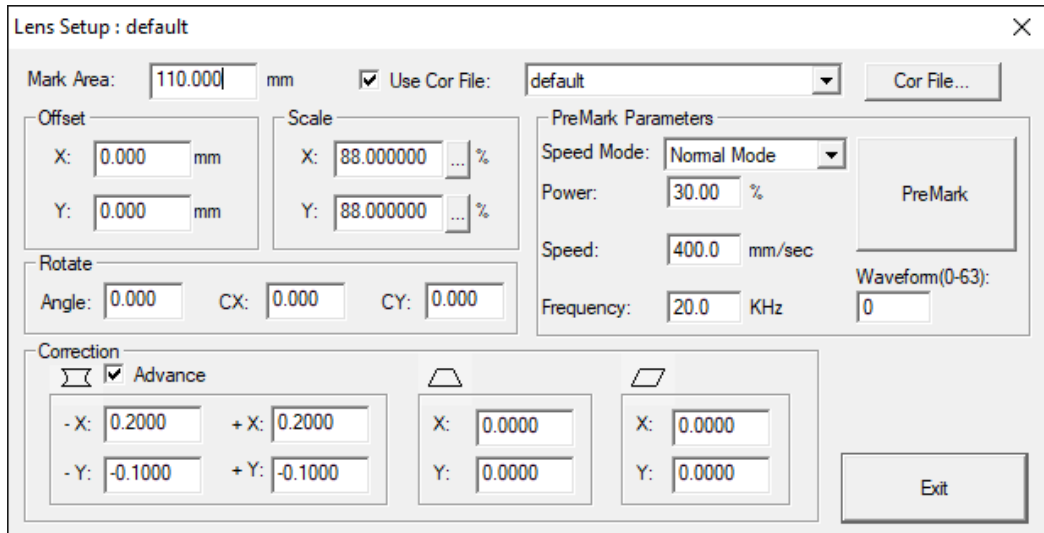 Lens Setup : default
Mark Area: 110.000 mm Use Cor File: default Cor File...
Offset
X: 0.000 mm
Y: 0.000 mm
Scale
X: 88.000000 ... %
Y: 88.000000 ... %
PreMark Parameters
Speed Mode: Normal Mode
Power: 30.00 %
Speed: 400.0 mm/sec
Frequency: 20.0 KHz
PreMark
Waveform(0-63):
0
Rotate
Angle: 0.000 CX: 0.000 CY: 0.000
Correction
Advance
- X: 0.2000 + X: 0.2000
- Y: -0.1000 + Y: -0.1000
X: 0.0000
Y: 0.0000
X: 0.0000
Y: 0.0000
Exit